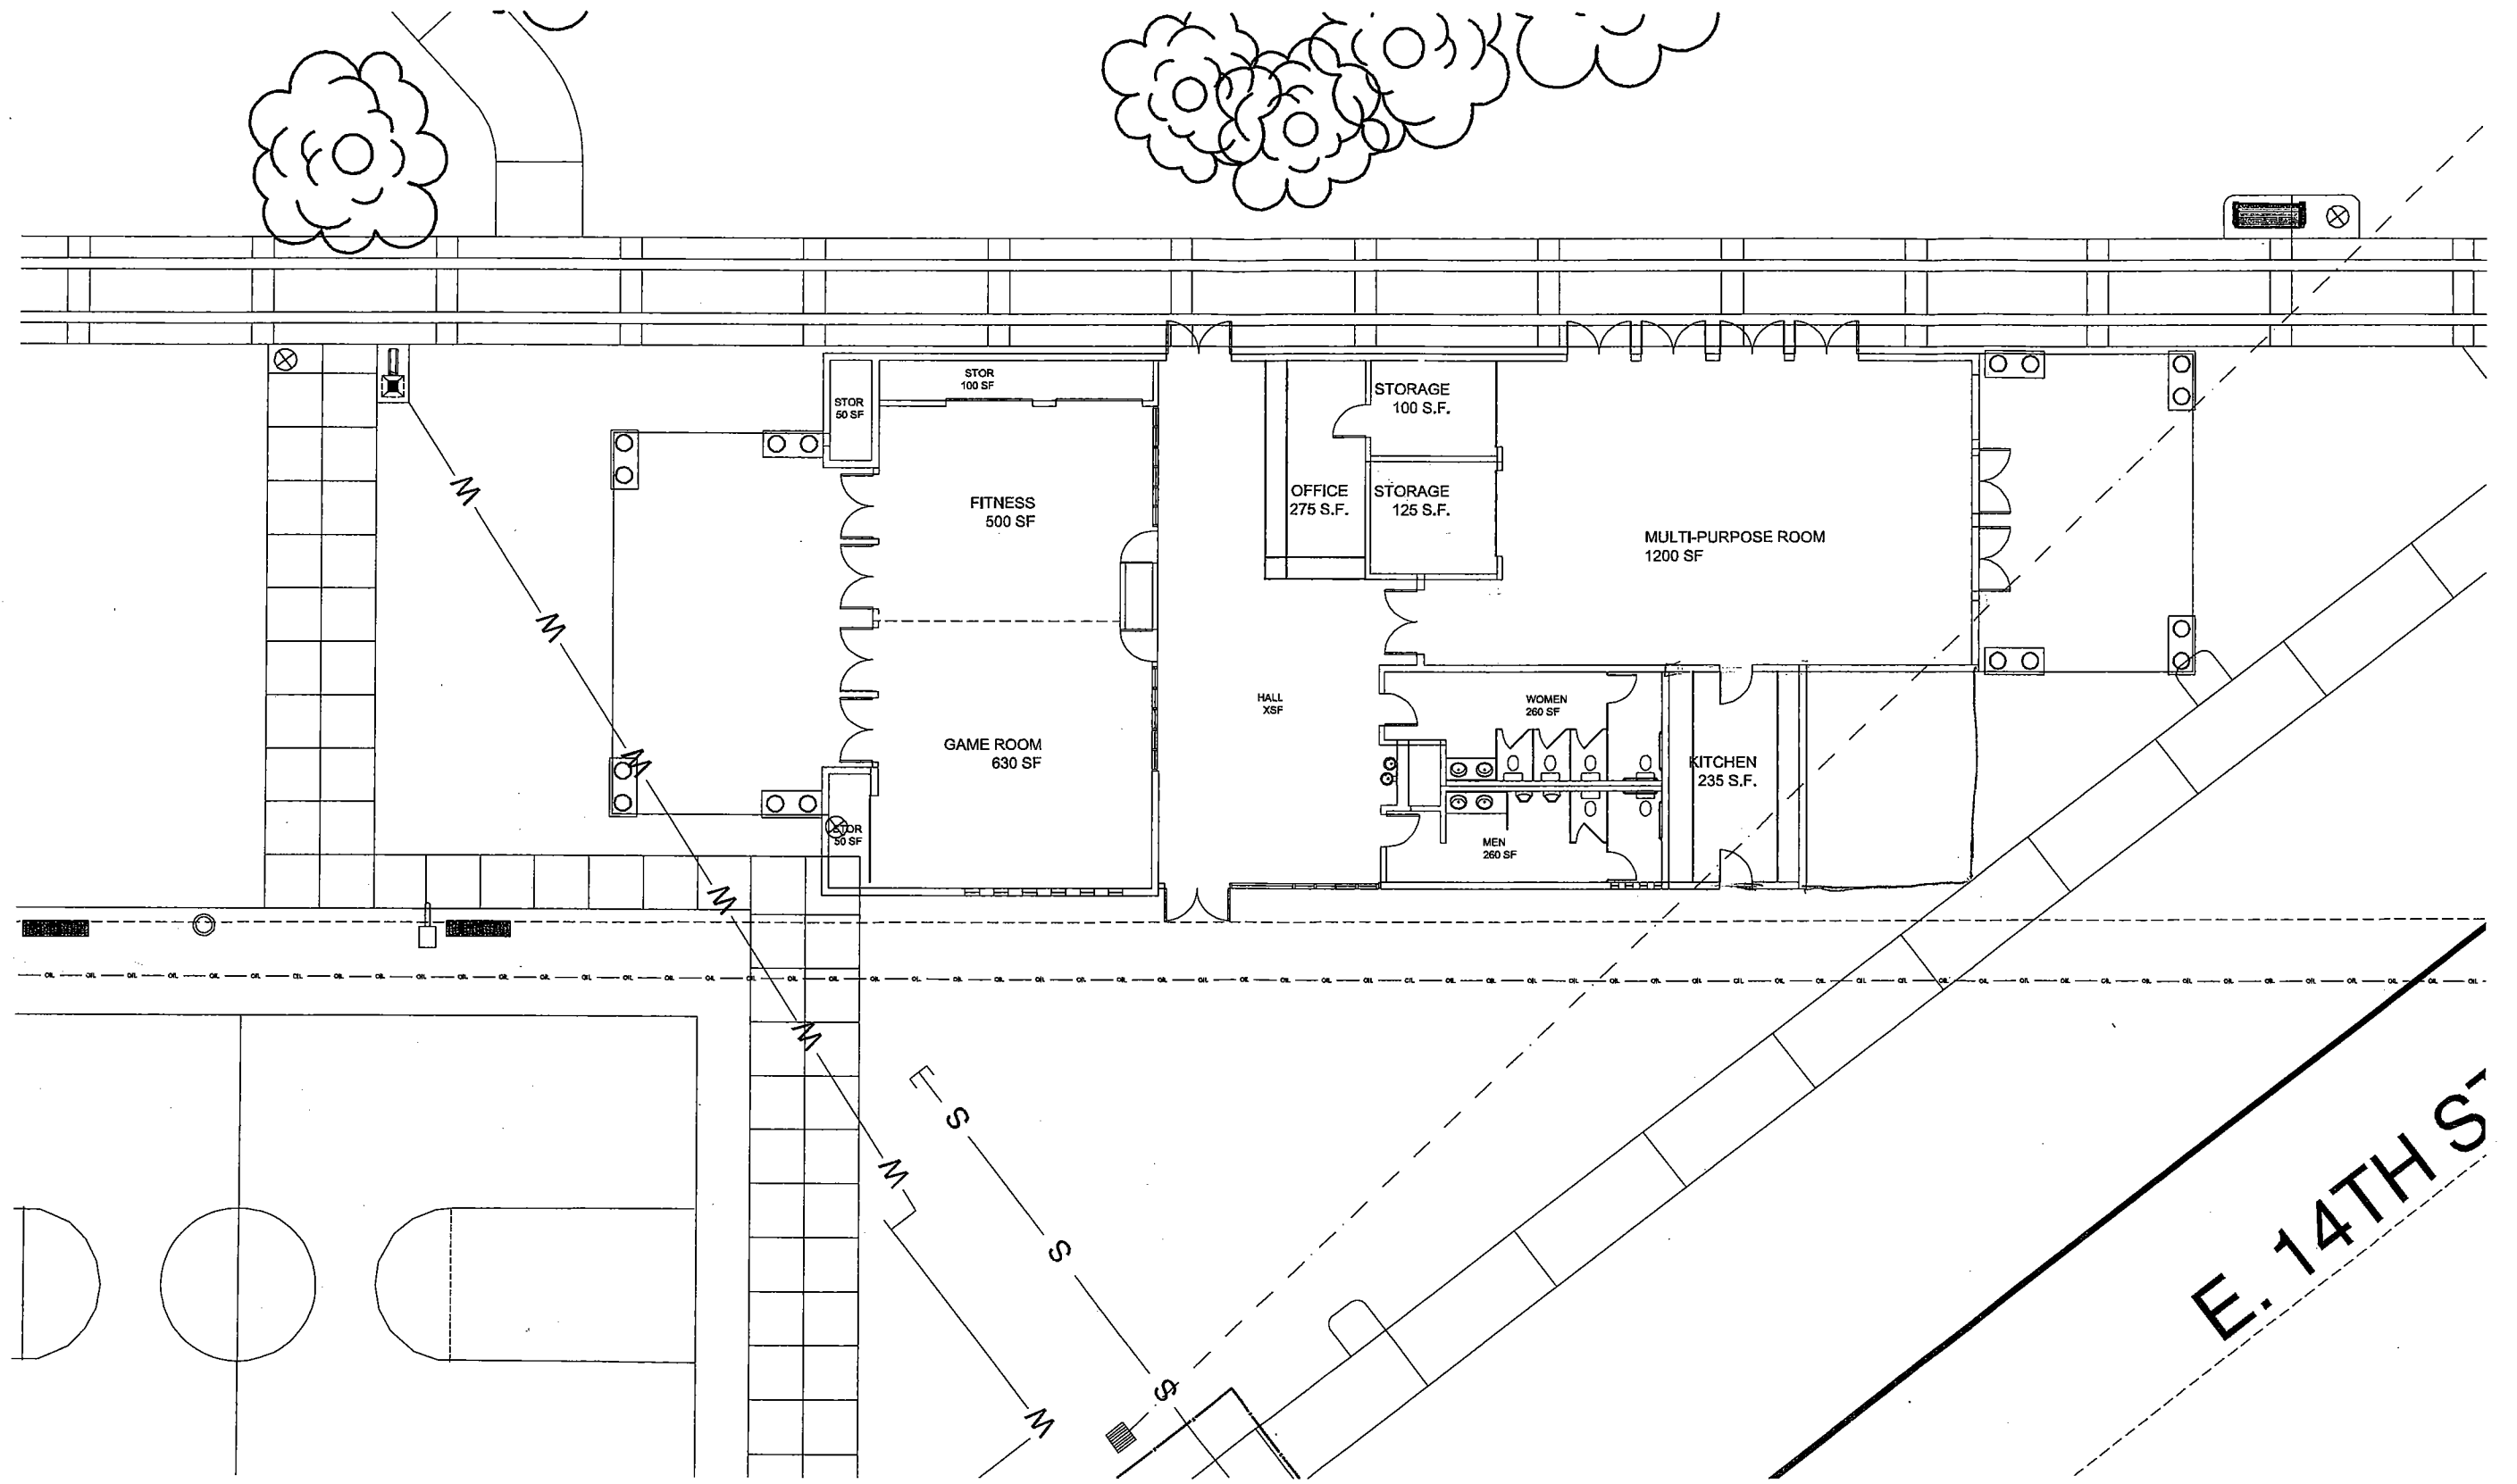 STOR
100 SF
STOR
50 SF
STORAGE
100 S.F.
FITNESS
500 SF
OFFICE
275 S.F.
STORAGE
125 S.F.
MULTI-PURPOSE ROOM
1200 SF
HALL
XSF
WOMEN
260 SF
GAME ROOM
630 SF
KITCHEN
235 S.F.
STOR
50 SF
MEN
260 SF
E. 14TH ST
M
M
M
M
M
M
M
S
S
S